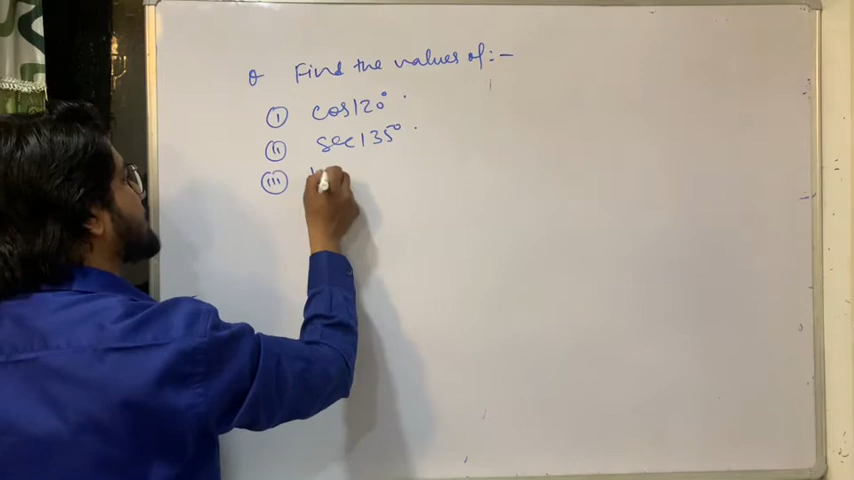 θ Find the values of :-
(i) cos120°.
(ii) sec135°.
(iii)